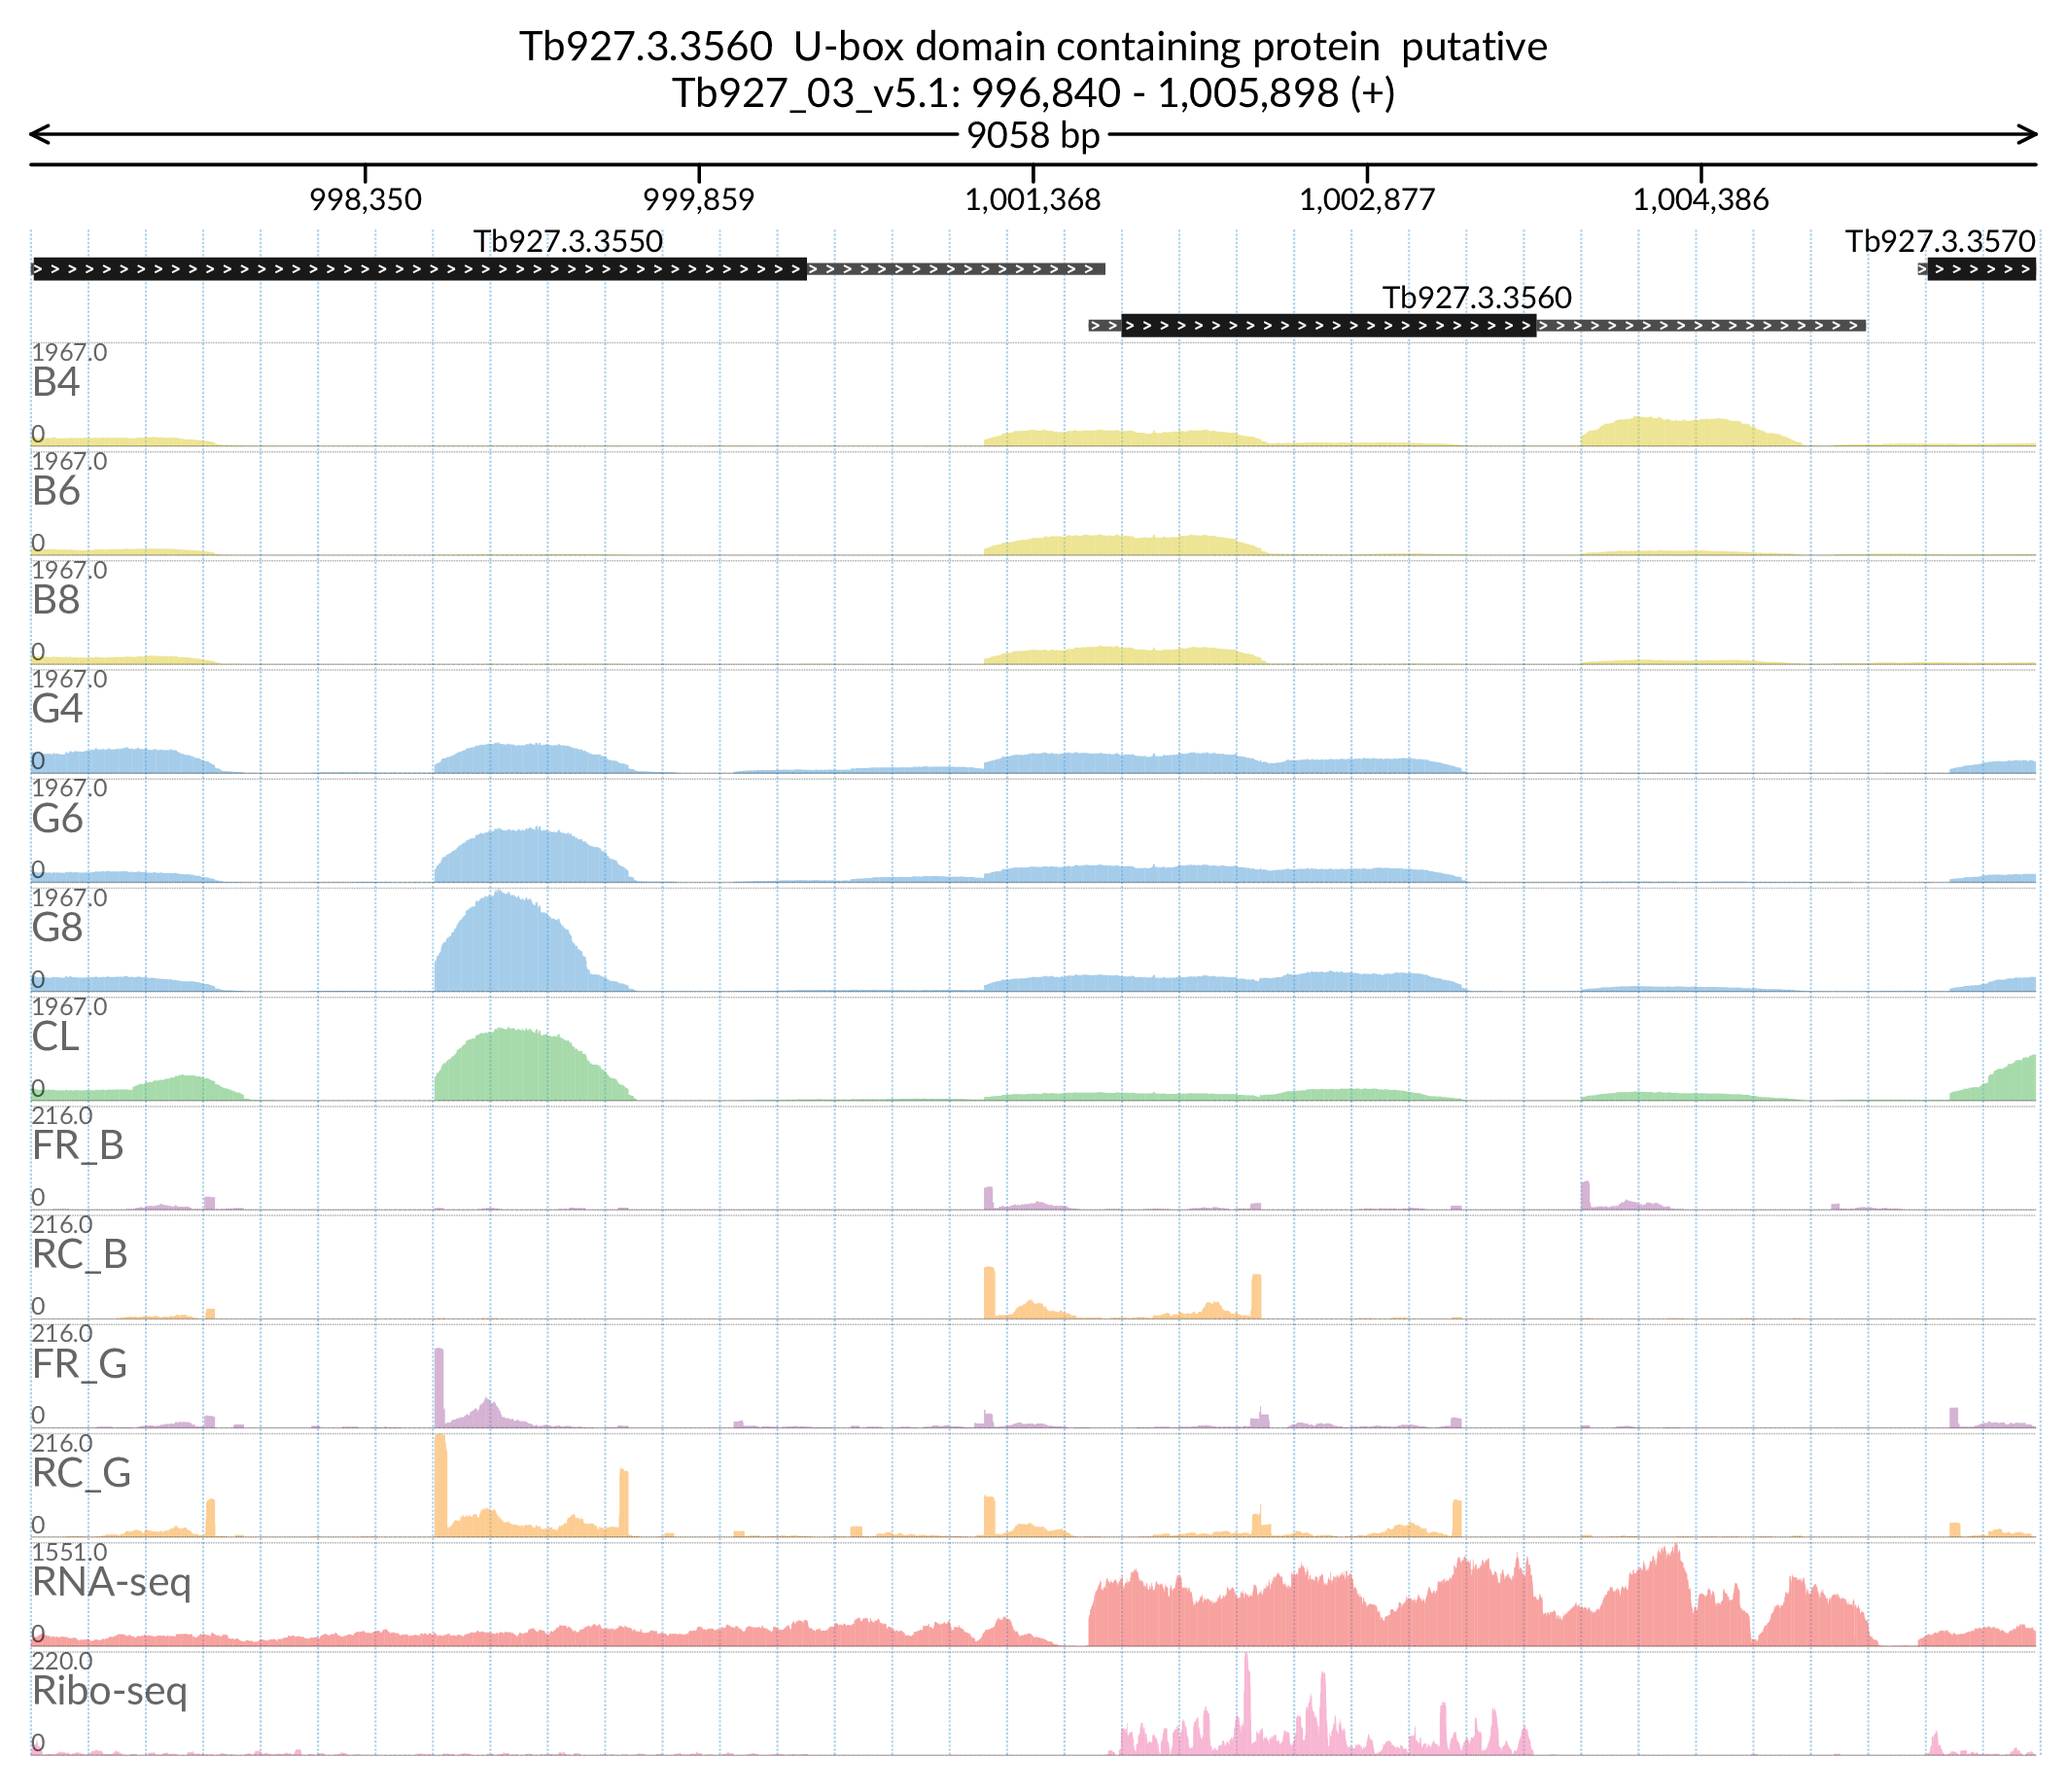 Tb927.3.3560 U-box domain containing protein putative
Tb927_03_v5.1: 996,840 - 1,005,898 (+)
9058 bp
998,350 999,859 1,001,368 1,002,877 1,004,386
Tb927.3.3550 Tb927.3.3570
Tb927.3.3560
1967.0
B4
0
1967.0
B6
0
1967.0
B8
0
1967.0
G4
0
1967.0
G6
0
1967.0
G8
0
1967.0
CL
0
216.0
FR_B
0
216.0
RC_B
0
216.0
FR_G
0
216.0
RC_G
0
1551.0
RNA-seq
0
220.0
Ribo-seq
0